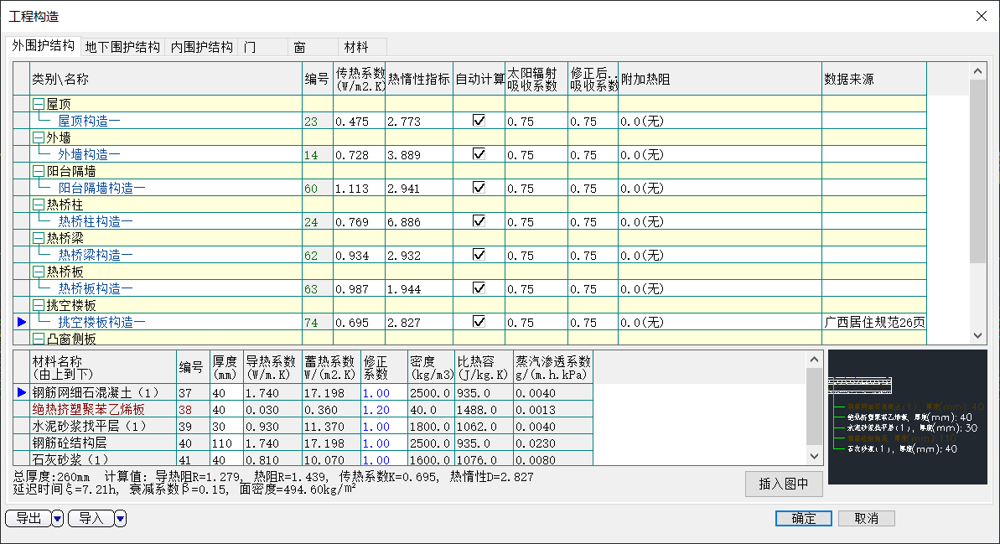 工程构造
外围护结构 地下围护结构 内围护结构 门 窗 材料
类别\名称 编号 传热系数(W/m2.K) 热惰性指标 自动计算 太阳辐射吸收系数 修正后..吸收系数 附加热阻 数据来源
屋顶
屋顶构造一 23 0.475 2.773 0.75 0.75 0.0(无)
外墙
外墙构造一 14 0.728 3.889 0.75 0.75 0.0(无)
阳台隔墙
阳台隔墙构造一 60 1.113 2.941 0.75 0.75 0.0(无)
热桥柱
热桥柱构造一 24 0.769 6.886 0.75 0.75 0.0(无)
热桥梁
热桥梁构造一 62 0.934 2.932 0.75 0.75 0.0(无)
热桥板
热桥板构造一 63 0.987 1.944 0.75 0.75 0.0(无)
挑空楼板
挑空楼板构造一 74 0.695 2.827 0.75 0.75 0.0(无) 广西居住规范26页
凸窗侧板
材料名称(由上到下) 编号 厚度(mm) 导热系数(W/m.K) 蓄热系数W/(m2.K) 修正系数 密度(kg/m3) 比热容(J/kg.K) 蒸汽渗透系数g/(m.h.kPa)
钢筋网细石混凝土（1） 37 40 1.740 17.198 1.00 2500.0 935.0 0.0040
绝热挤塑聚苯乙烯板 38 40 0.030 0.360 1.20 40.0 1488.0 0.0013
水泥砂浆找平层（1） 39 30 0.930 11.370 1.00 1800.0 1062.0 0.0040
钢筋砼结构层 40 110 1.740 17.198 1.00 2500.0 935.0 0.0230
石灰砂浆（1） 41 40 0.810 10.070 1.00 1600.0 1076.0 0.0080
钢筋网细石混凝土(1), 厚度(mm): 40
绝热挤塑聚苯乙烯板, 厚度(mm): 40
水泥砂浆找平层(1), 厚度(mm): 30
钢筋砼结构层, 厚度(mm): 110
石灰砂浆(1), 厚度(mm): 40
总厚度:260mm 计算值: 导热阻R=1.279, 热阻R=1.439, 传热系数K=0.695, 热惰性D=2.827
延迟时间ξ=7.21h, 衰减系数β=0.15, 面密度=494.60kg/㎡
插入图中
导出 导入 确定 取消